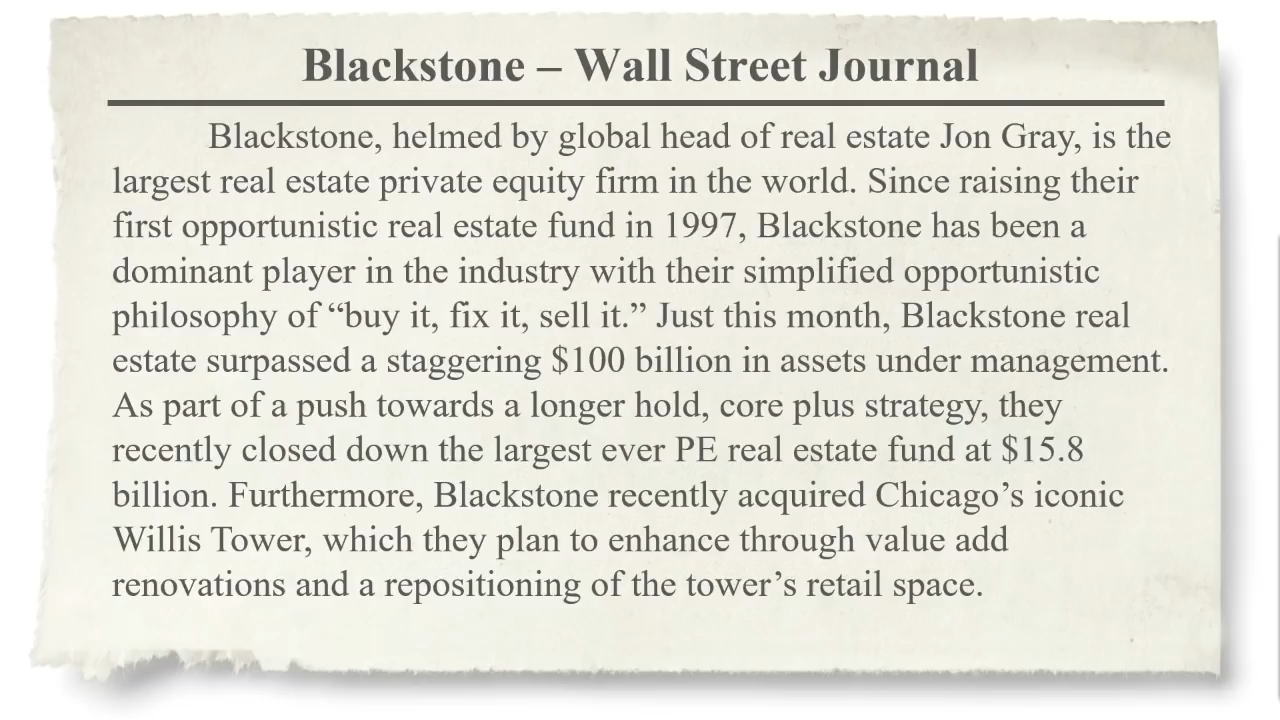 Blackstone – Wall Street Journal
Blackstone, helmed by global head of real estate Jon Gray, is the
largest real estate private equity firm in the world. Since raising their
first opportunistic real estate fund in 1997, Blackstone has been a
dominant player in the industry with their simplified opportunistic
philosophy of “buy it, fix it, sell it.” Just this month, Blackstone real
estate surpassed a staggering $100 billion in assets under management.
As part of a push towards a longer hold, core plus strategy, they
recently closed down the largest ever PE real estate fund at $15.8
billion. Furthermore, Blackstone recently acquired Chicago’s iconic
Willis Tower, which they plan to enhance through value add
renovations and a repositioning of the tower’s retail space.